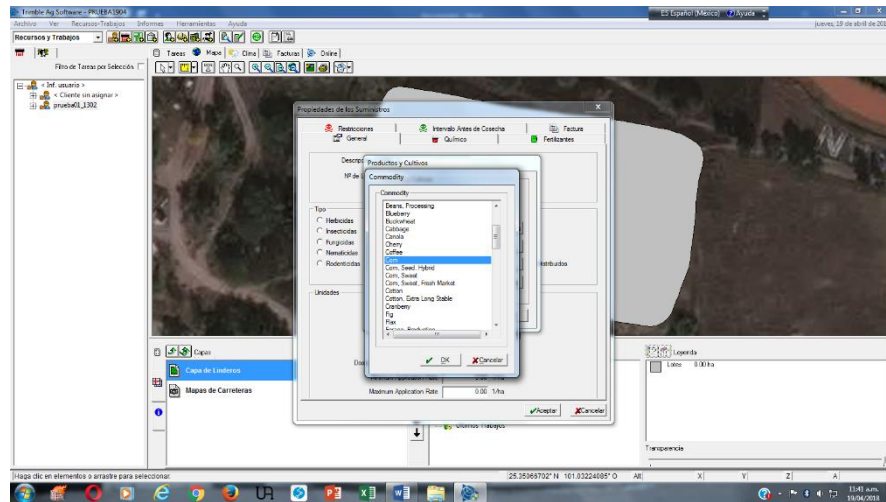 Trimble Ag Software - PRUEBA1904
ES Español (México) Ayuda
Archivo Ver Recursos-Trabajos Informes Herramientas Ayuda
jueves, 19 de abril de 201
Recursos y Trabajos
Tareas Mapa Clima Facturas Online
Filtro de Tareas por Selección
< Inf. usuario >
< Cliente sin asignar >
prueba01_1302
Propiedades de los Suministros
Restricciones Intervalo Antes de Cosecha Factura
General Químico Fertilizantes
Productos y Cultivos
Commodity
Commodity
Tipo
Herbicidas
Insecticidas
Fungicidas
Nematicidas
Rodenticidas
Beans, Processing
Blueberry
Buckwheat
Cabbage
Canola
Cherry
Coffee
Corn
Corn, Seed Hybrid
Corn, Sweet
Corn, Sweet, Fresh Market
Cotton
Cotton, Extra Long Stable
Cranberry
Fig
Flax
Distribuidos
Unidades
OK Cancelar
Maximum Application Rate 0.00
Aceptar Cancelar
Capas
Capa de Linderos
Mapas de Carreteras
Últimos Trabajos
Leyenda
Lotes 0.00 ha
Transparencia
Haga clic en elementos o arrastre para seleccionar.
25.35066702° N 101.03224085° O Alt X Y Z A
11:41 a.m.
19/04/2018